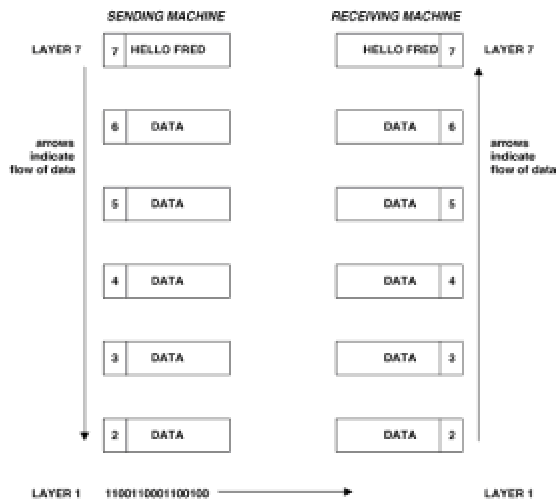 SENDING MACHINE RECEIVING MACHINE
LAYER 7 7 HELLO FRED HELLO FRED 7 LAYER 7
6 DATA DATA 6
arrows indicate flow of data
arrows indicate flow of data
5 DATA DATA 5
4 DATA DATA 4
3 DATA DATA 3
2 DATA DATA 2
LAYER 1 1100110001100100 LAYER 1